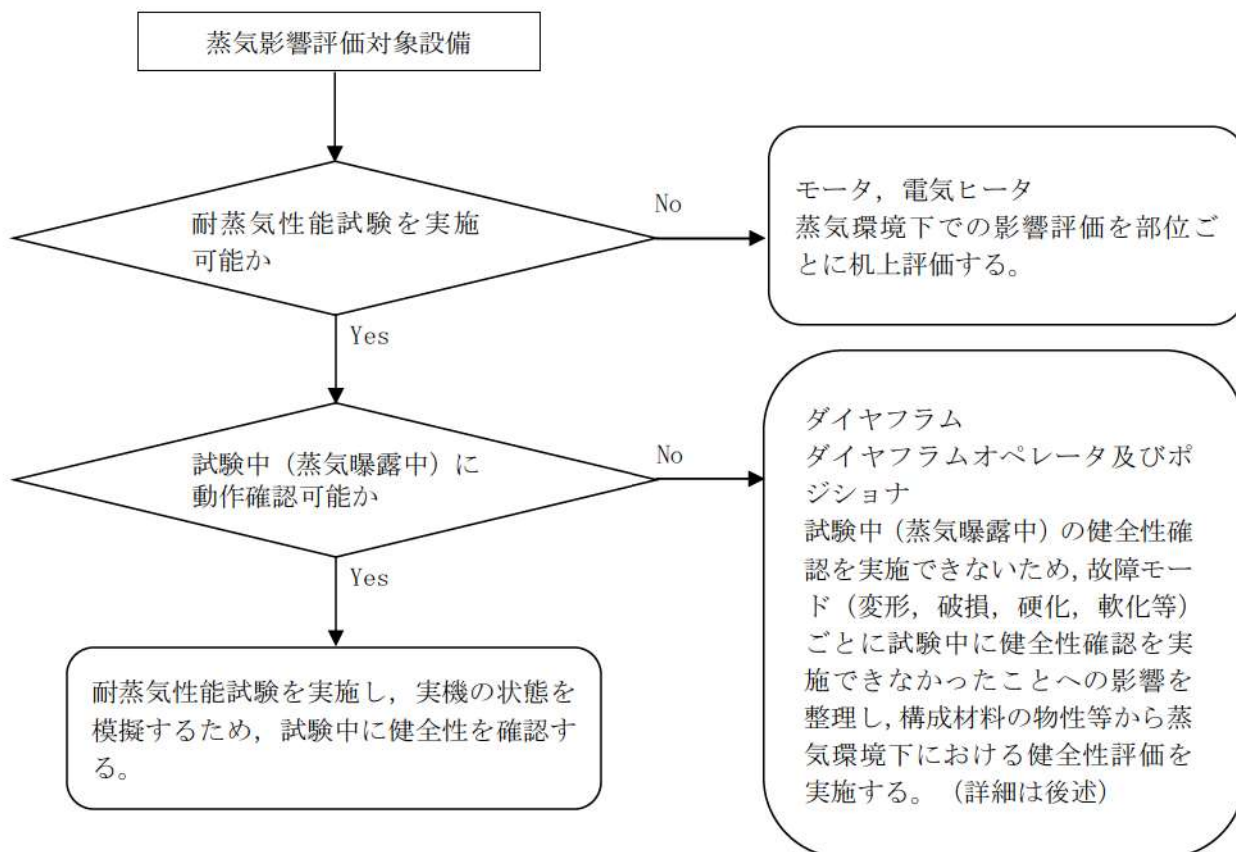 蒸気影響評価対象設備
耐蒸気性能試験を実施
可能か
No
モータ，電気ヒータ
蒸気環境下での影響評価を部位ご
とに机上評価する。
Yes
試験中（蒸気曝露中）に
動作確認可能か
No
ダイヤフラム
ダイヤフラムオペレータ及びポ
ジショナ
試験中（蒸気曝露中）の健全性確
認を実施できないため，故障モー
ド（変形，破損，硬化，軟化等）
ごとに試験中に健全性確認を実
施できなかったことへの影響を
整理し，構成材料の物性等から蒸
気環境下における健全性評価を
実施する。（詳細は後述）
Yes
耐蒸気性能試験を実施し，実機の状態を
模擬するため，試験中に健全性を確認す
る。